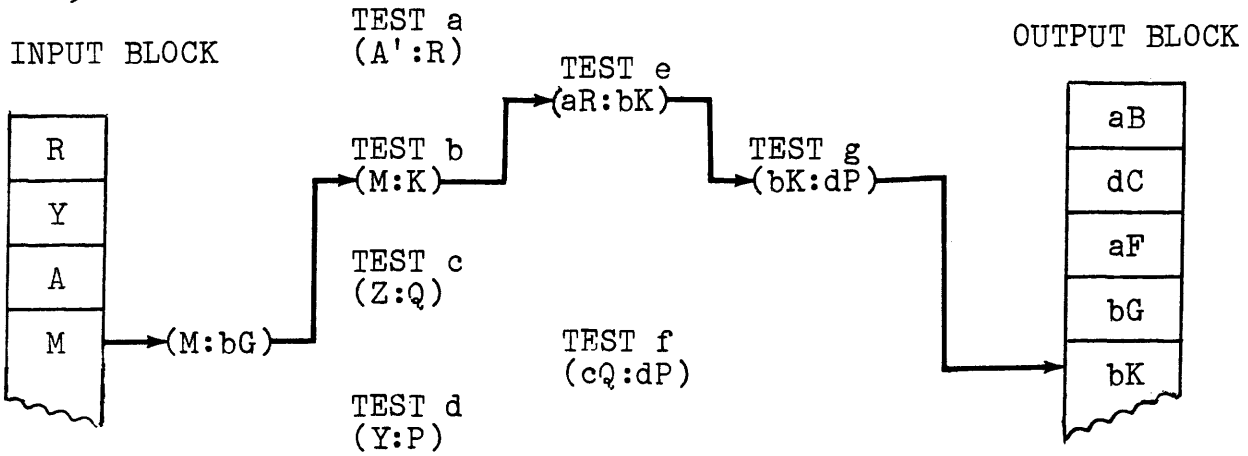 INPUT BLOCK
R
Y
A
M
(M:bG)
TEST a
(A':R)
TEST b
(M:K)
TEST c
(Z:Q)
TEST d
(Y:P)
TEST e
(aR:bK)
TEST f
(cQ:dP)
TEST g
(bK:dP)
OUTPUT BLOCK
aB
dC
aF
bG
bK